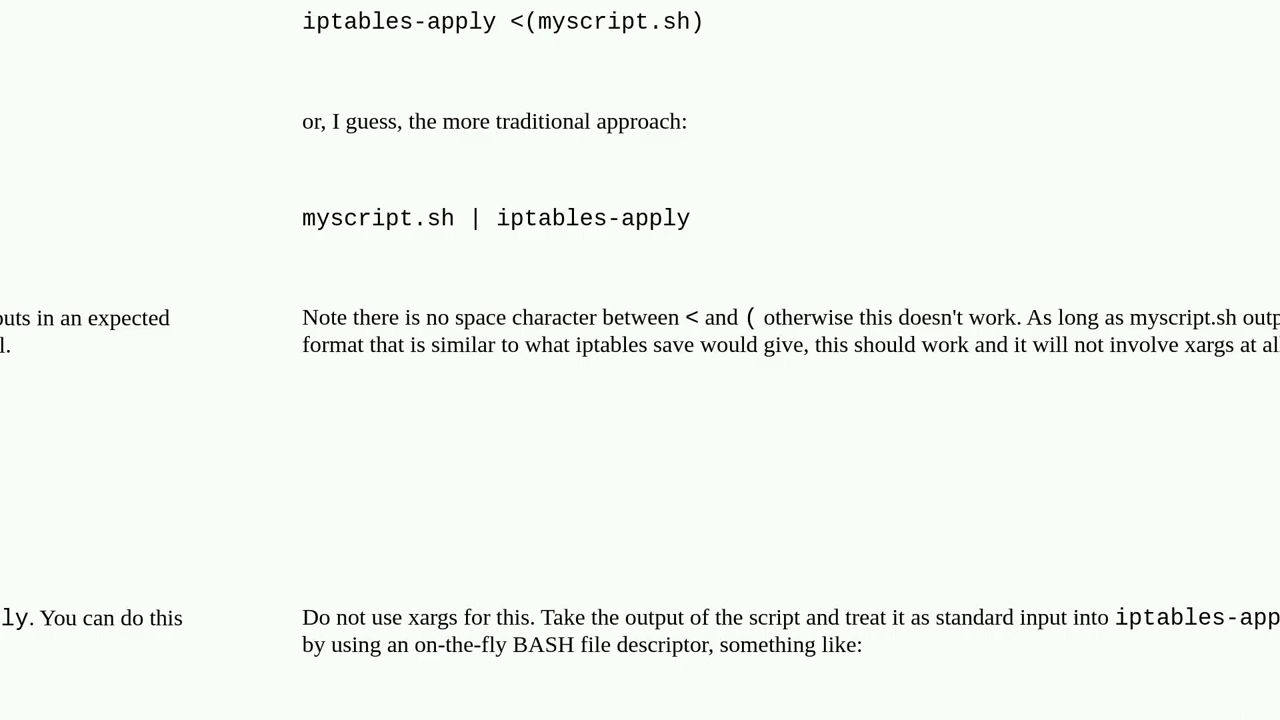 iptables-apply <(myscript.sh)
or, I guess, the more traditional approach:
myscript.sh | iptables-apply
puts in an expected
l.
Note there is no space character between < and ( otherwise this doesn't work. As long as myscript.sh outp
format that is similar to what iptables save would give, this should work and it will not involve xargs at al
ly. You can do this
Do not use xargs for this. Take the output of the script and treat it as standard input into iptables-app
by using an on-the-fly BASH file descriptor, something like: